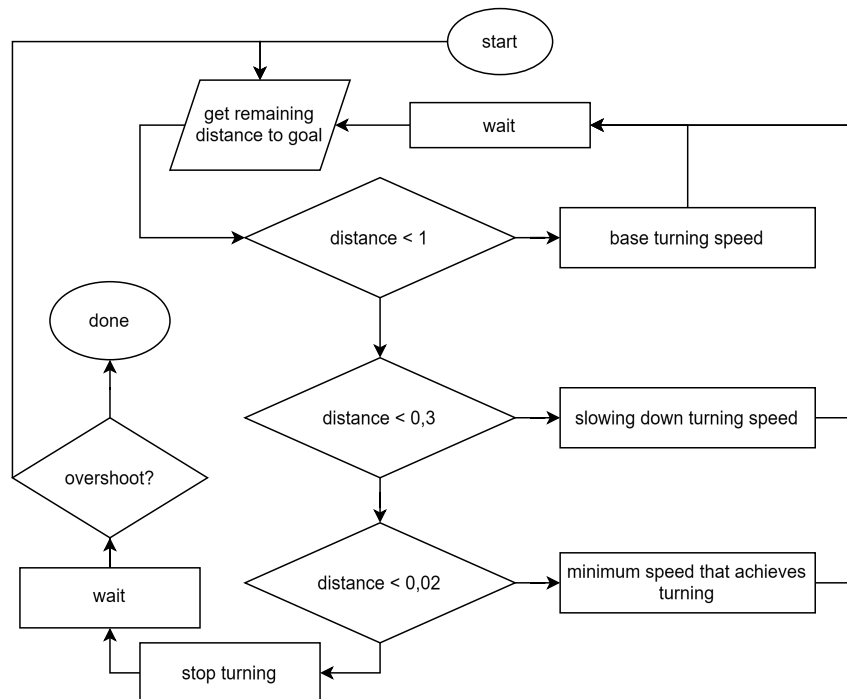 start
get remaining
distance to goal
wait
distance < 1
base turning speed
done
distance < 0,3
slowing down turning speed
overshoot?
distance < 0,02
minimum speed that achieves
turning
wait
stop turning